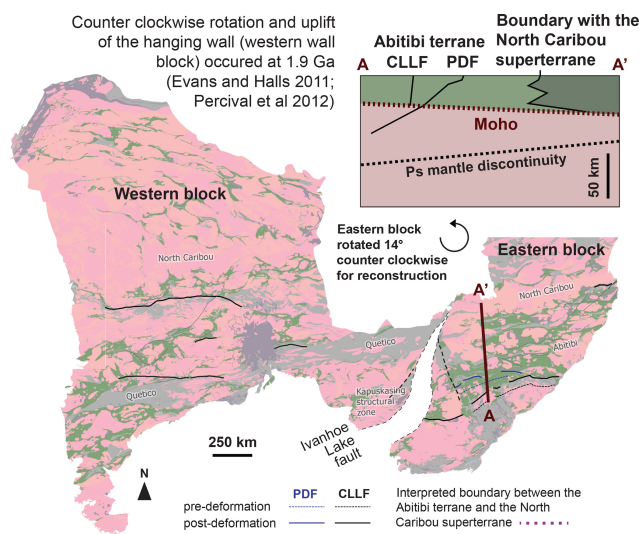 Counter clockwise rotation and uplift
of the hanging wall (western wall
block) occured at 1.9 Ga
(Evans and Halls 2011;
Percival et al 2012)
Boundary with the
North Caribou
superterrane
Abitibi terrane
CLLF PDF
A
A'
Moho
Ps mantle discontinuity
50 km
Western block
North Caribou
Quetico
Quetico
Eastern block
rotated 14°
counter clockwise
for reconstruction
Eastern block
A'
North Caribou
Abitibi
A
Kapuskasing
structural
zone
Ivanhoe
Lake
fault
250 km
N
PDF CLLF
pre-deformation
post-deformation
Interpreted boundary between the
Abitibi terrane and the North
Caribou superterrane